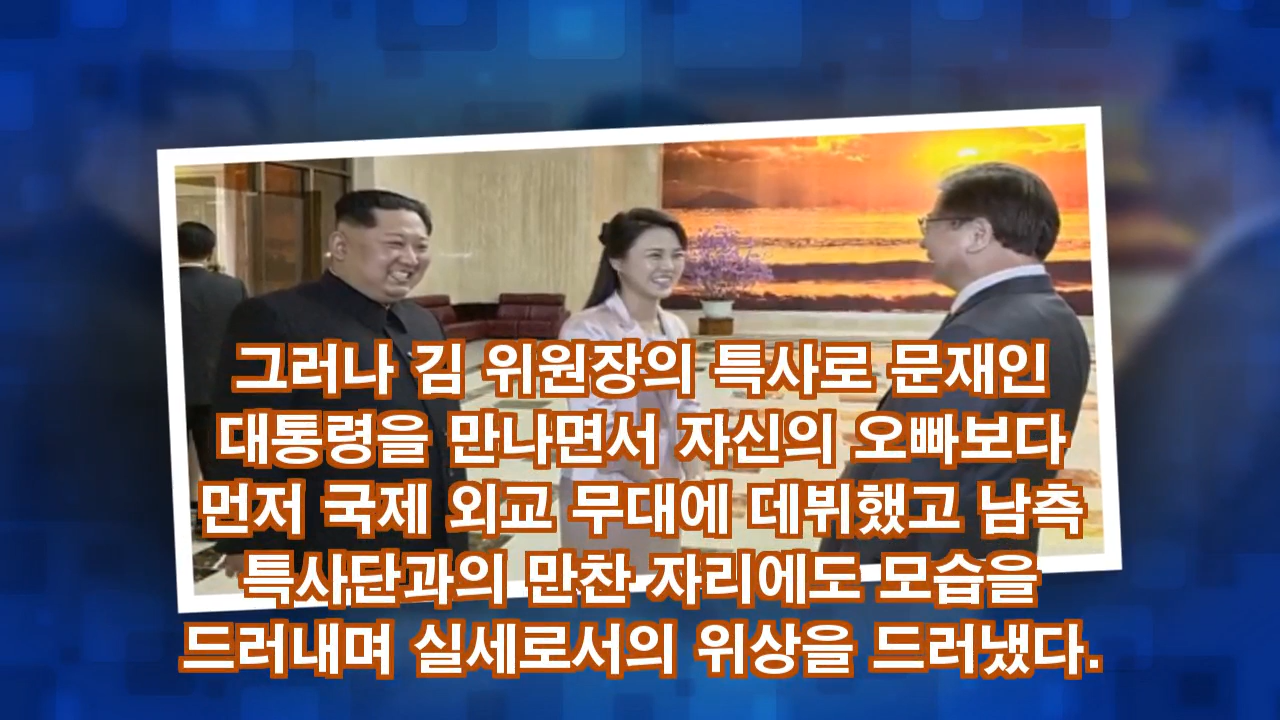 그러나 김 위원장의 특사로 문재인
대통령을 만나면서 자신의 오빠보다
먼저 국제 외교 무대에 데뷔했고 남측
특사단과의 만찬 자리에도 모습을
드러내며 실세로서의 위상을 드러냈다.